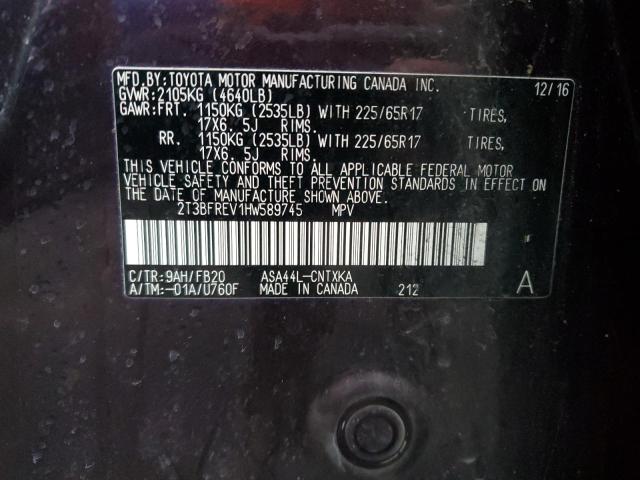 MFD.BY:TOYOTA MOTOR MANUFACTURING CANADA INC. 12/16
GVWR:2105KG (4640LB)
GAWR:FRT. 1150KG (2535LB) WITH 225/65R17 TIRES,
17X6. 5J RIMS.
RR. 1150KG (2535LB) WITH 225/65R17 TIRES,
17X6. 5J RIMS.
THIS VEHICLE CONFORMS TO ALL APPLICABLE FEDERAL MOTOR
VEHICLE SAFETY AND THEFT PREVENTION STANDARDS IN EFFECT ON
THE DATE OF MANUFACTURE SHOWN ABOVE.
2T3BFREV1HW589745 MPV
C/TR:9AH/FB20 ASA44L-CNTXKA
A/TM:-01A/U760F MADE IN CANADA 212 A